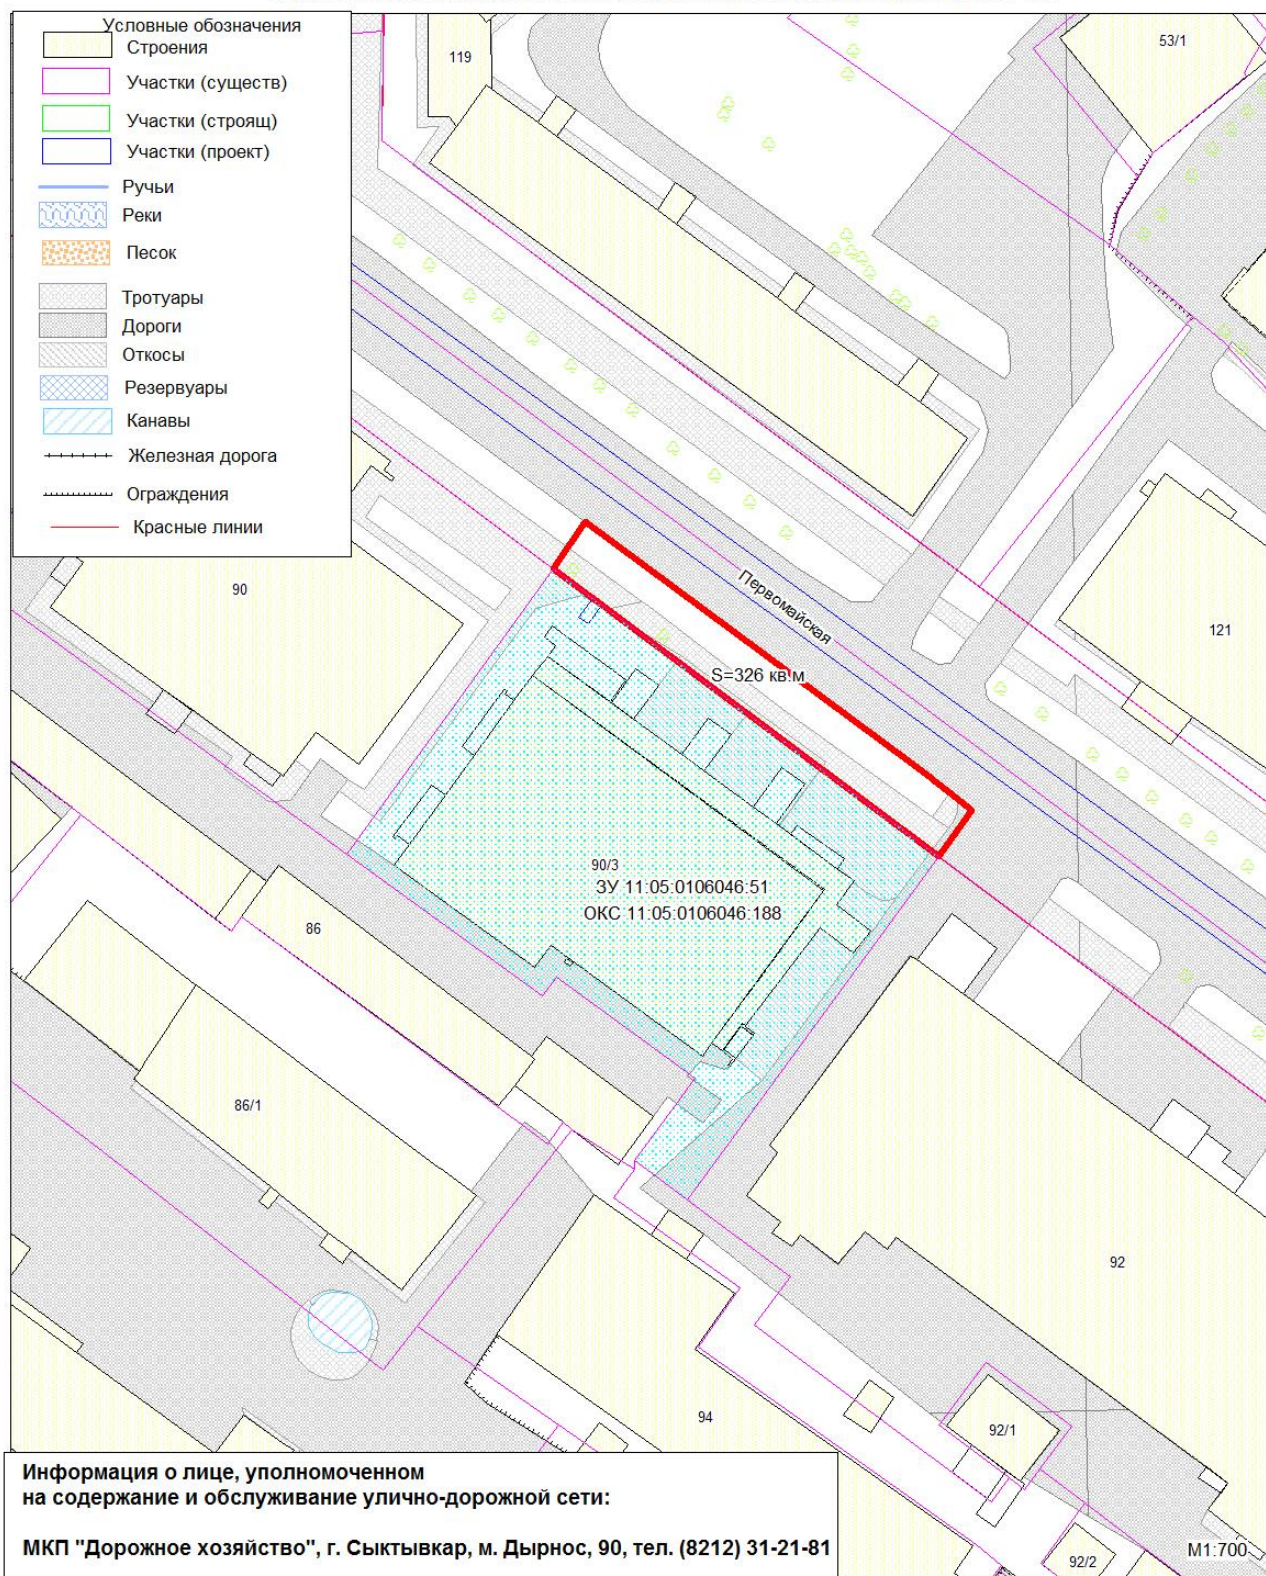 Условные обозначения
Строения
Участки (существ)
Участки (строящ)
Участки (проект)
Ручьи
Реки
Песок
Тротуары
Дороги
Откосы
Резервуары
Канавы
Железная дорога
Ограждения
Красные линии
119
53/1
90
Первомайская
121
S=326 кв.м
90/3
ЗУ 11:05:0106046:51
ОКС 11:05:0106046:188
86
86/1
92
94
92/1
92/2
Информация о лице, уполномоченном
на содержание и обслуживание улично-дорожной сети:
МКП "Дорожное хозяйство", г. Сыктывкар, м. Дырнос, 90, тел. (8212) 31-21-81
М1:700